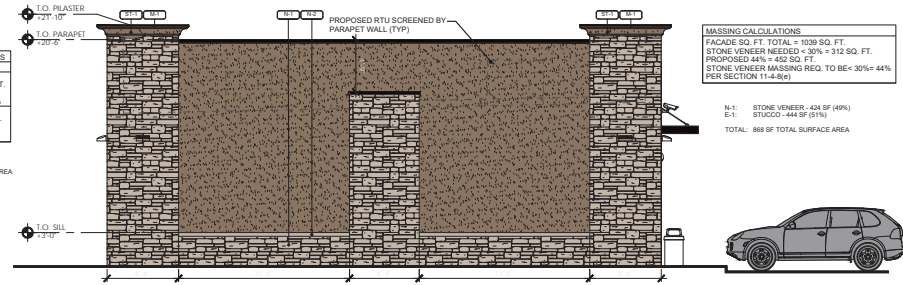 T.O. PILASTER
+21'-10"
T.O. PARAPET
+20'-6"
ST-1 M-1
N-1 N-2
PROPOSED RTU SCREENED BY
PARAPET WALL (TYP)
ST-1 M-1
T.O. SILL
+3'-0"
S
T.
REA
MASSING CALCULATIONS
FACADE SQ. FT. TOTAL = 1039 SQ. FT.
STONE VENEER NEEDED < 30% = 312 SQ. FT.
PROPOSED 44% = 452 SQ. FT.
STONE VENEER MASSING REQ. TO BE< 30%= 44%
PER SECTION 11-4-8(e)
N-1: STONE VENEER - 424 SF (49%)
E-1: STUCCO - 444 SF (51%)
TOTAL: 868 SF TOTAL SURFACE AREA